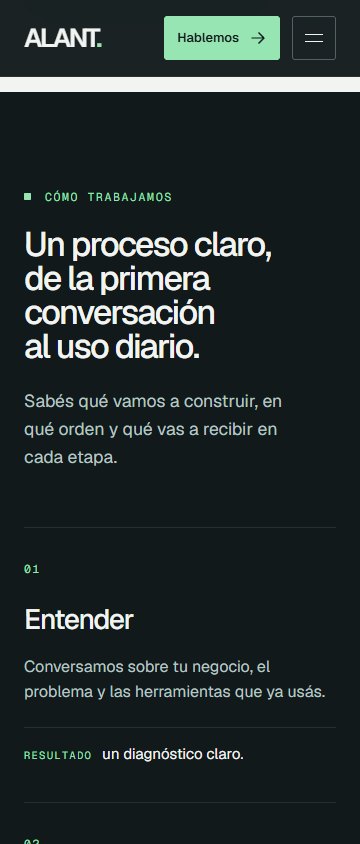 ALANT.
Hablemos
CÓMO TRABAJAMOS
Un proceso claro,
de la primera
conversación
al uso diario.
Sabés qué vamos a construir, en
qué orden y qué vas a recibir en
cada etapa.
01
Entender
Conversamos sobre tu negocio, el
problema y las herramientas que ya usás.
RESULTADO un diagnóstico claro.
02